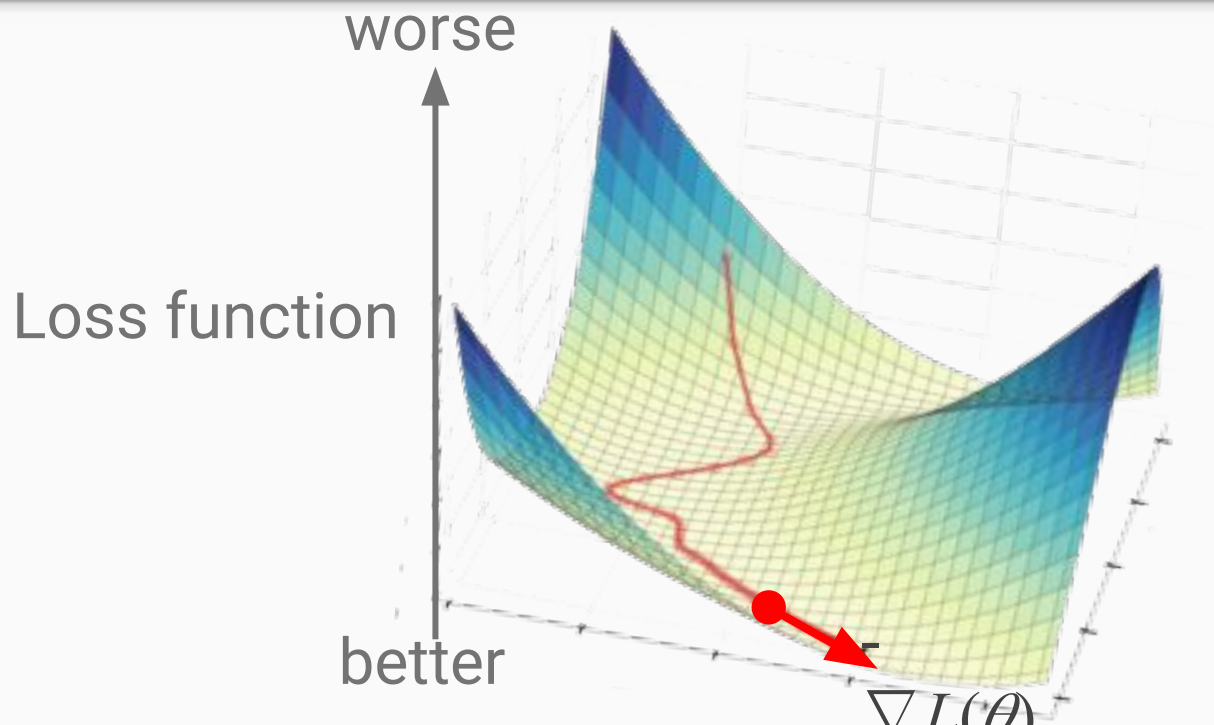 worse
Loss function
better
-
∇L(θ)